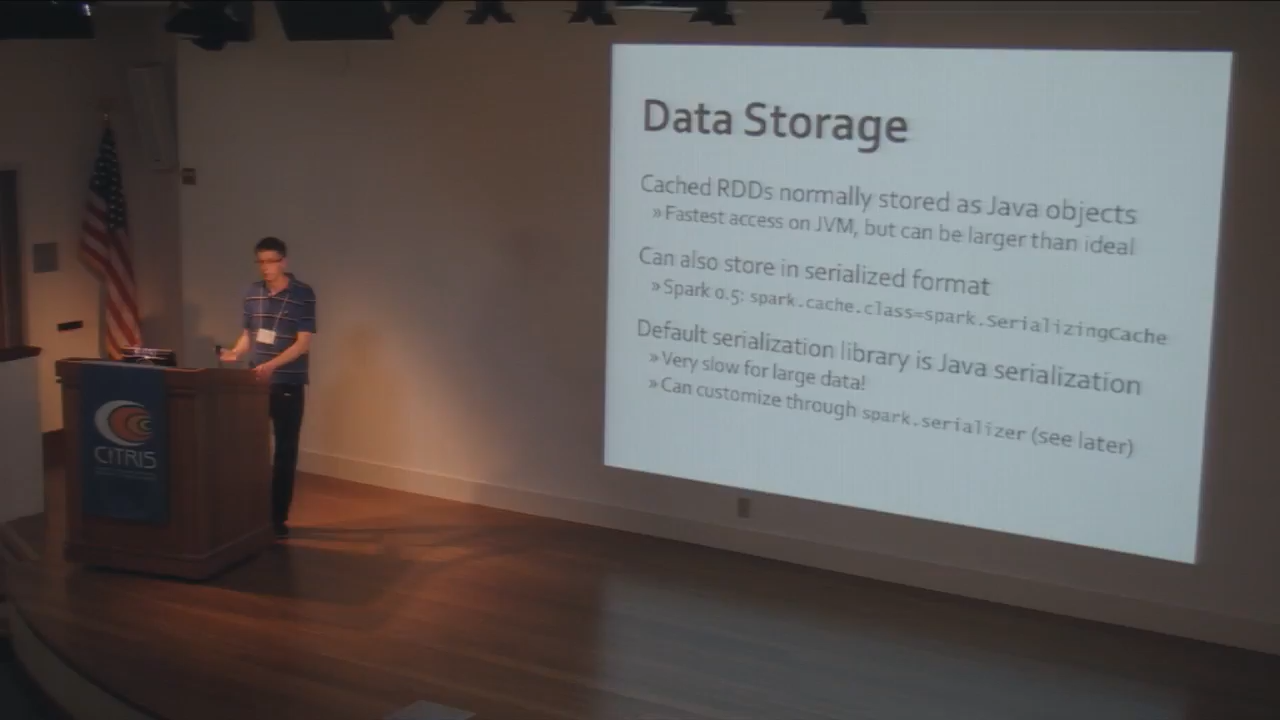 Data Storage
Cached RDDs normally stored as Java objects
» Fastest access on JVM, but can be larger than ideal
Can also store in serialized format
» Spark 0.5: spark.cache.class=spark.SerializingCache
Default serialization library is Java serialization
» Very slow for large data!
» Can customize through spark.serializer (see later)
CITRIS